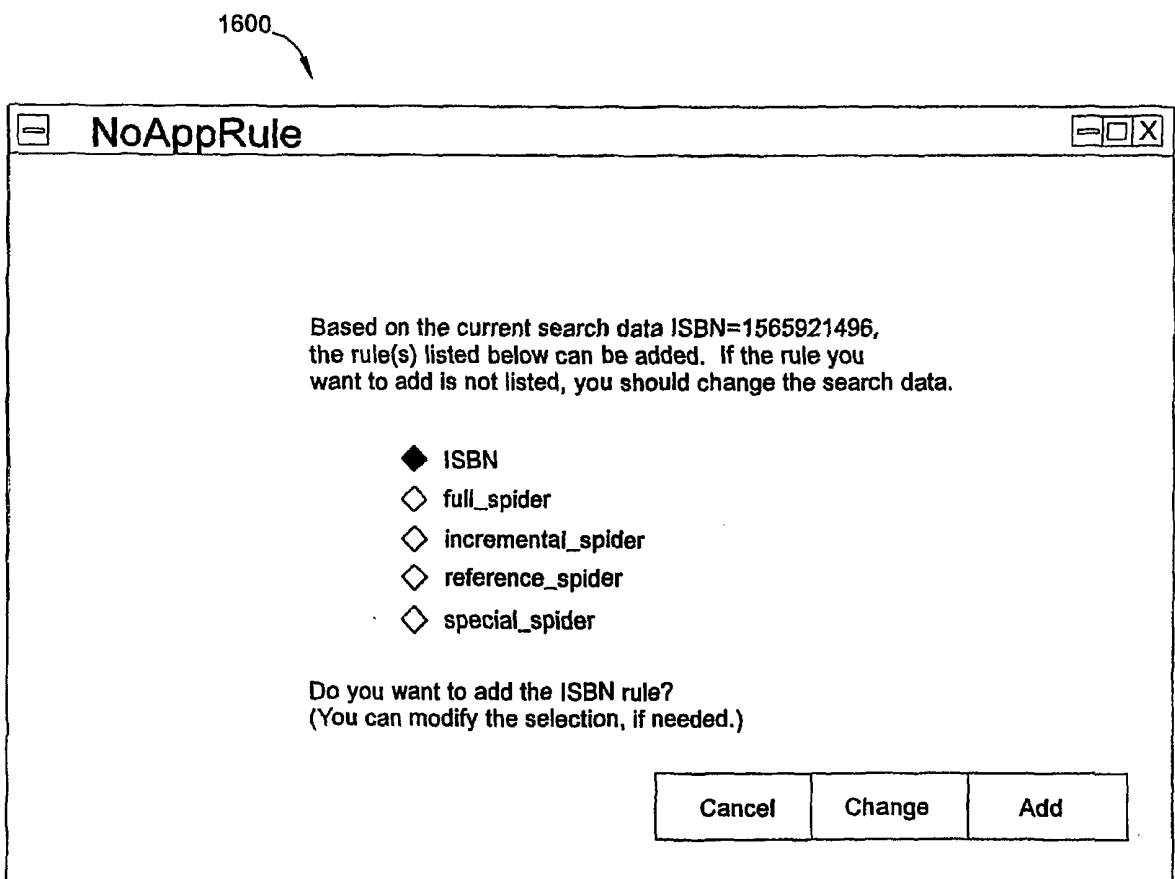 1600
NoAppRule
X
Based on the current search data ISBN=1565921496,
the rule(s) listed below can be added. If the rule you
want to add is not listed, you should change the search data.
ISBN
full_spider
incremental_spider
reference_spider
special_spider
Do you want to add the ISBN rule?
(You can modify the selection, if needed.)
Cancel Change Add